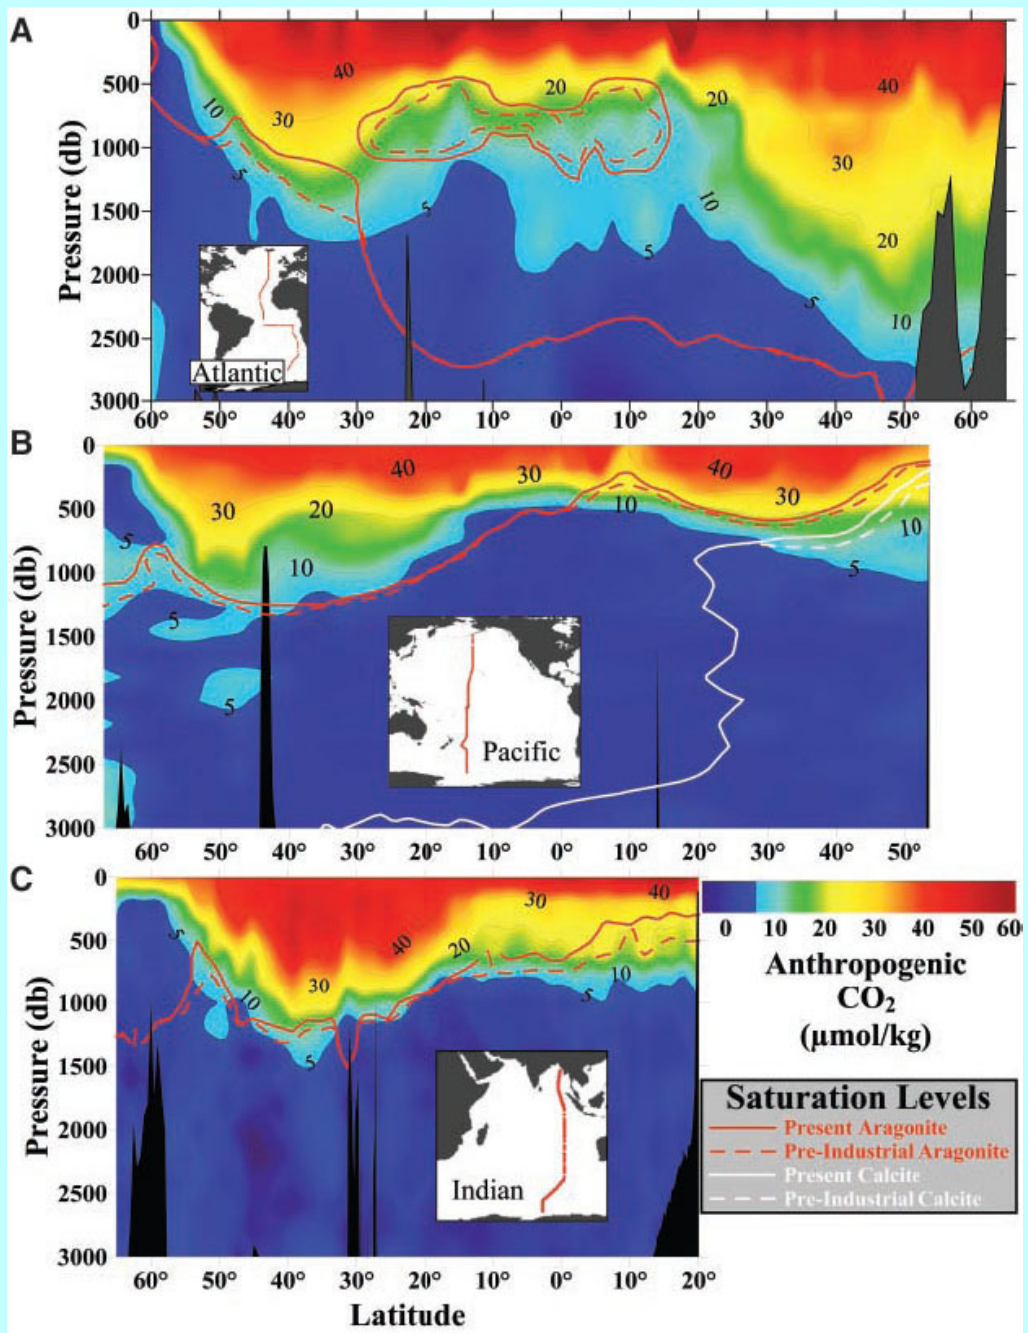 A
Pressure (db)
0
500
1000
1500
2000
2500
3000
40
10
30
20
20
40
30
5
10
5
20
5
5
10
Atlantic
60° 50° 40° 30° 20° 10° 0° 10° 20° 30° 40° 50° 60°
B
Pressure (db)
0
500
1000
1500
2000
2500
3000
40
30
40
30
20
10
30
10
5
10
5
5
5
Pacific
60° 50° 40° 30° 20° 10° 0° 10° 20° 30° 40° 50°
C
Pressure (db)
0
500
1000
1500
2000
2500
3000
40
30
5
40
20
10
30
10
5
5
Indian
60° 50° 40° 30° 20° 10° 0° 10° 20°
Latitude
0 10 20 30 40 50 60
Anthropogenic
CO₂
(μmol/kg)
Saturation Levels
Present Aragonite
Pre-Industrial Aragonite
Present Calcite
Pre-Industrial Calcite